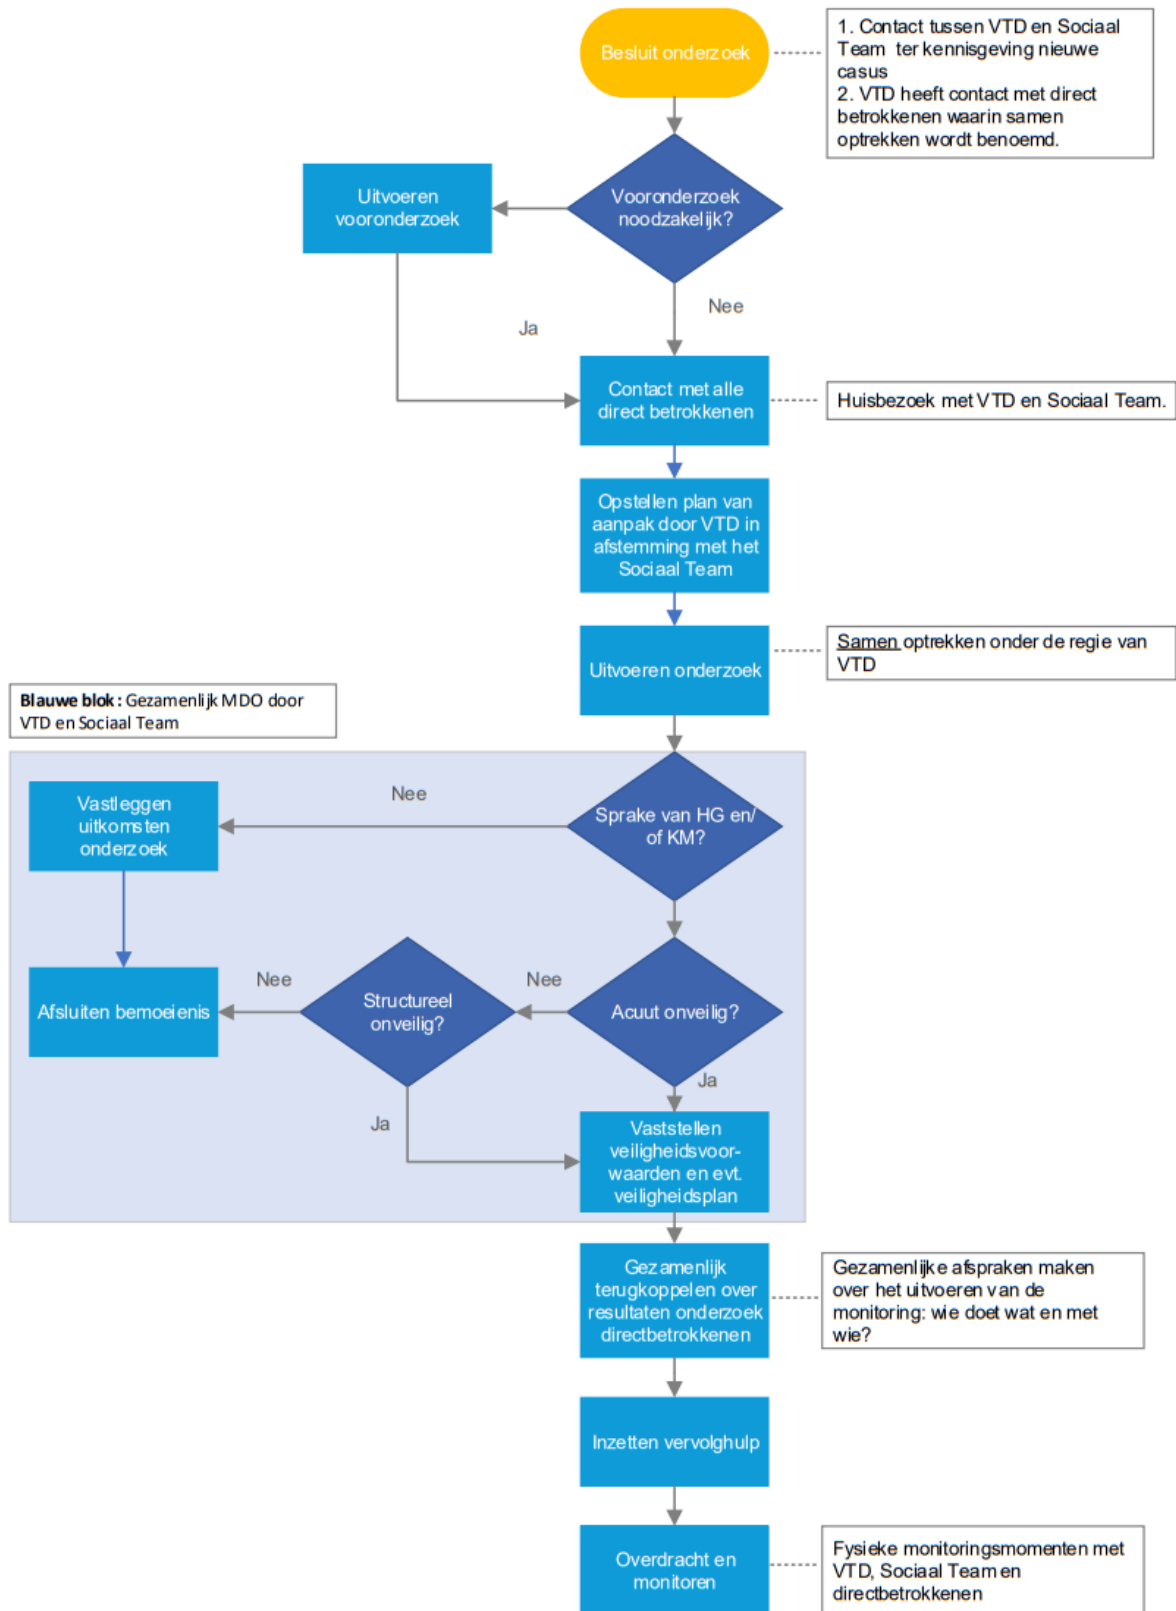 Besluit onderzoek
1. Contact tussen VTD en Sociaal
Team ter kennisgeving nieuwe
casus
2. VTD heeft contact met direct
betrokkenen waarin samen
optrekken wordt benoemd.
Vooronderzoek
noodzakelijk?
Uitvoeren
vooronderzoek
Nee
Ja
Contact met alle
direct betrokkenen
Huisbezoek met VTD en Sociaal Team.
Opstellen plan van
aanpak door VTD in
afstemming met het
Sociaal Team
Uitvoeren onderzoek
Samen optrekken onder de regie van
VTD
Blauwe blok: Gezamenlijk MDO door
VTD en Sociaal Team
Sprake van HG en/
of KM?
Nee
Vastleggen
uitkomsten
onderzoek
Acuut onveilig?
Nee
Structureel
onveilig?
Nee
Afsluiten bemoeienis
Ja
Ja
Vaststellen
veiligheidsvoor-
waarden en evt.
veiligheidsplan
Gezamenlijk
terugkoppelen over
resultaten onderzoek
directbetrokkenen
Gezamenlijke afspraken maken
over het uitvoeren van de
monitoring: wie doet wat en met
wie?
Inzetten vervolghulp
Overdracht en
monitoren
Fysieke monitoringsmomenten met
VTD, Sociaal Team en
directbetrokkenen